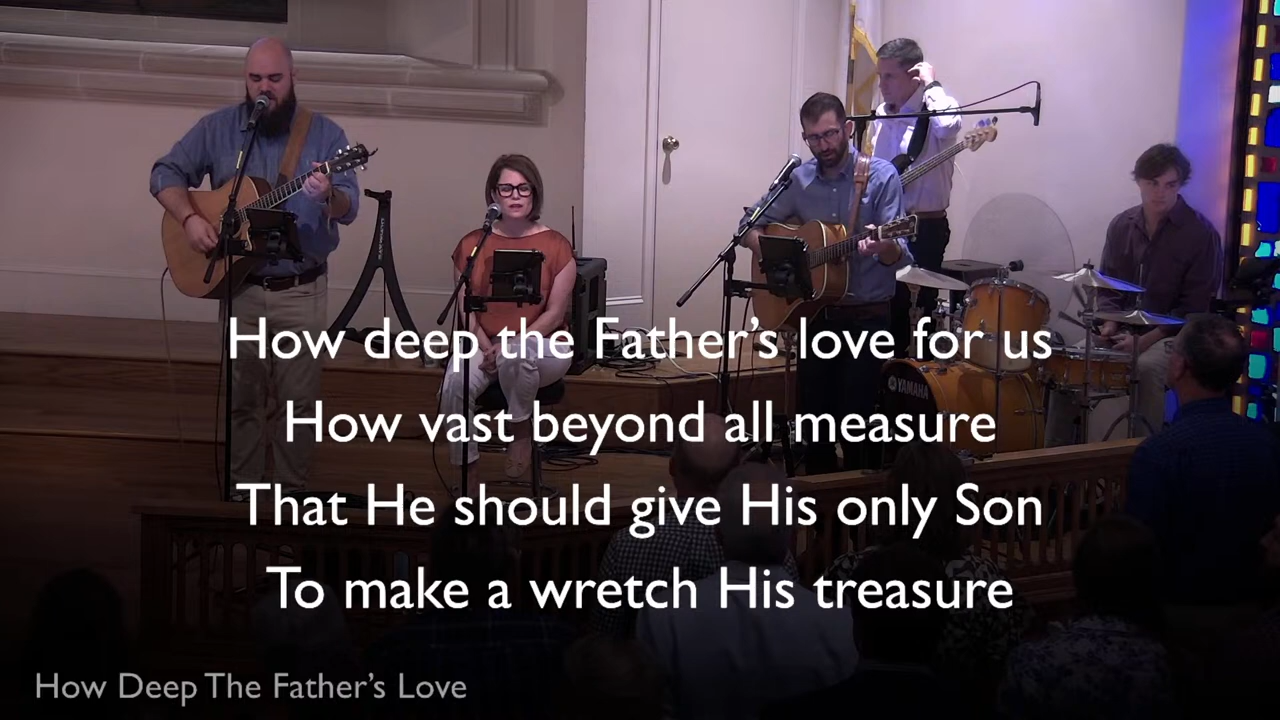 YAMAHA
How deep the Father's love for us
How vast beyond all measure
That He should give His only Son
To make a wretch His treasure
How Deep The Father's Love